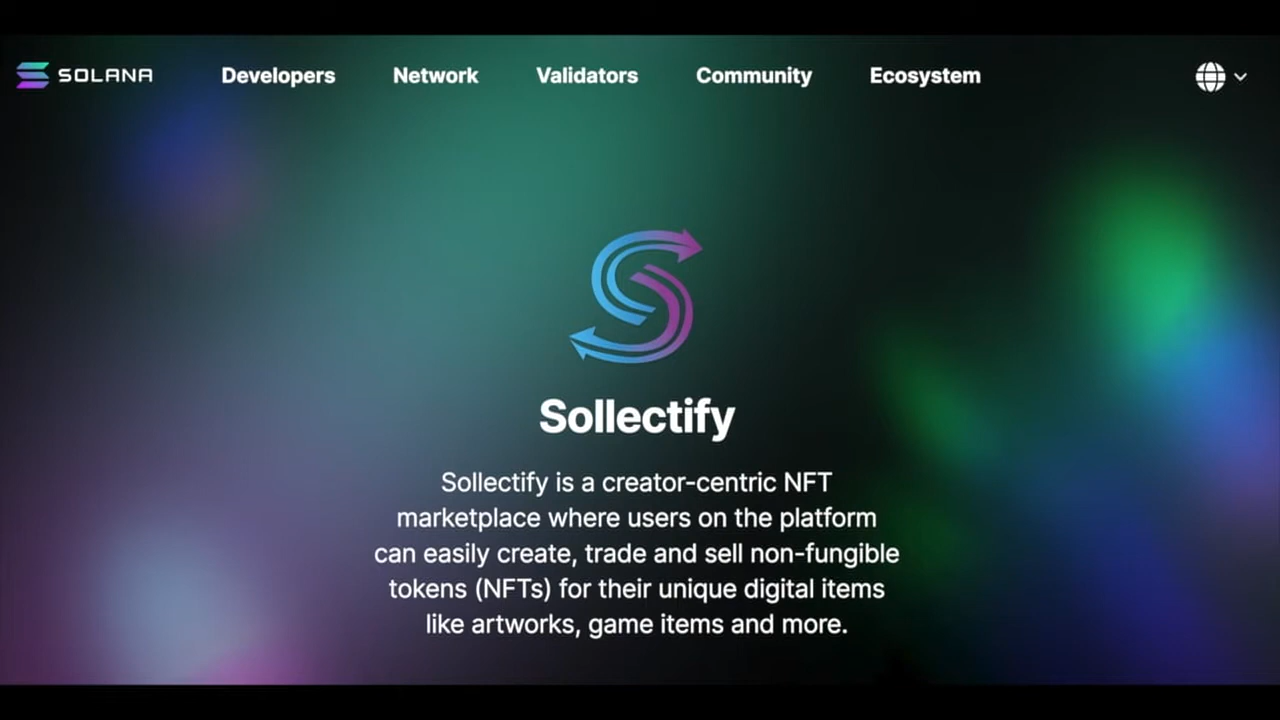 SOLANA Developers Network Validators Community Ecosystem
Sollectify
Sollectify is a creator-centric NFT
marketplace where users on the platform
can easily create, trade and sell non-fungible
tokens (NFTs) for their unique digital items
like artworks, game items and more.